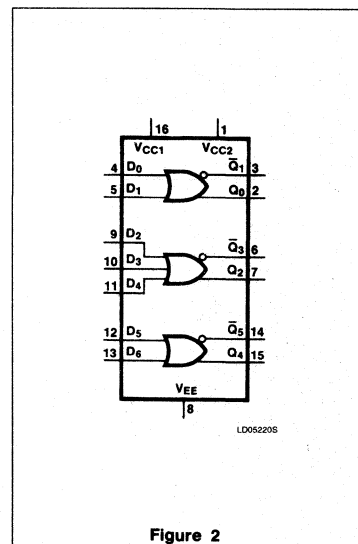 16 1
VCC1 VCC2
4 D0 Q̅1 3
5 D1 Q0 2
9 D2
10 D3 Q̅3 6
11 D4 Q2 7
12 D5 Q̅5 14
13 D6 Q4 15
VEE
8
LD05220S
Figure 2